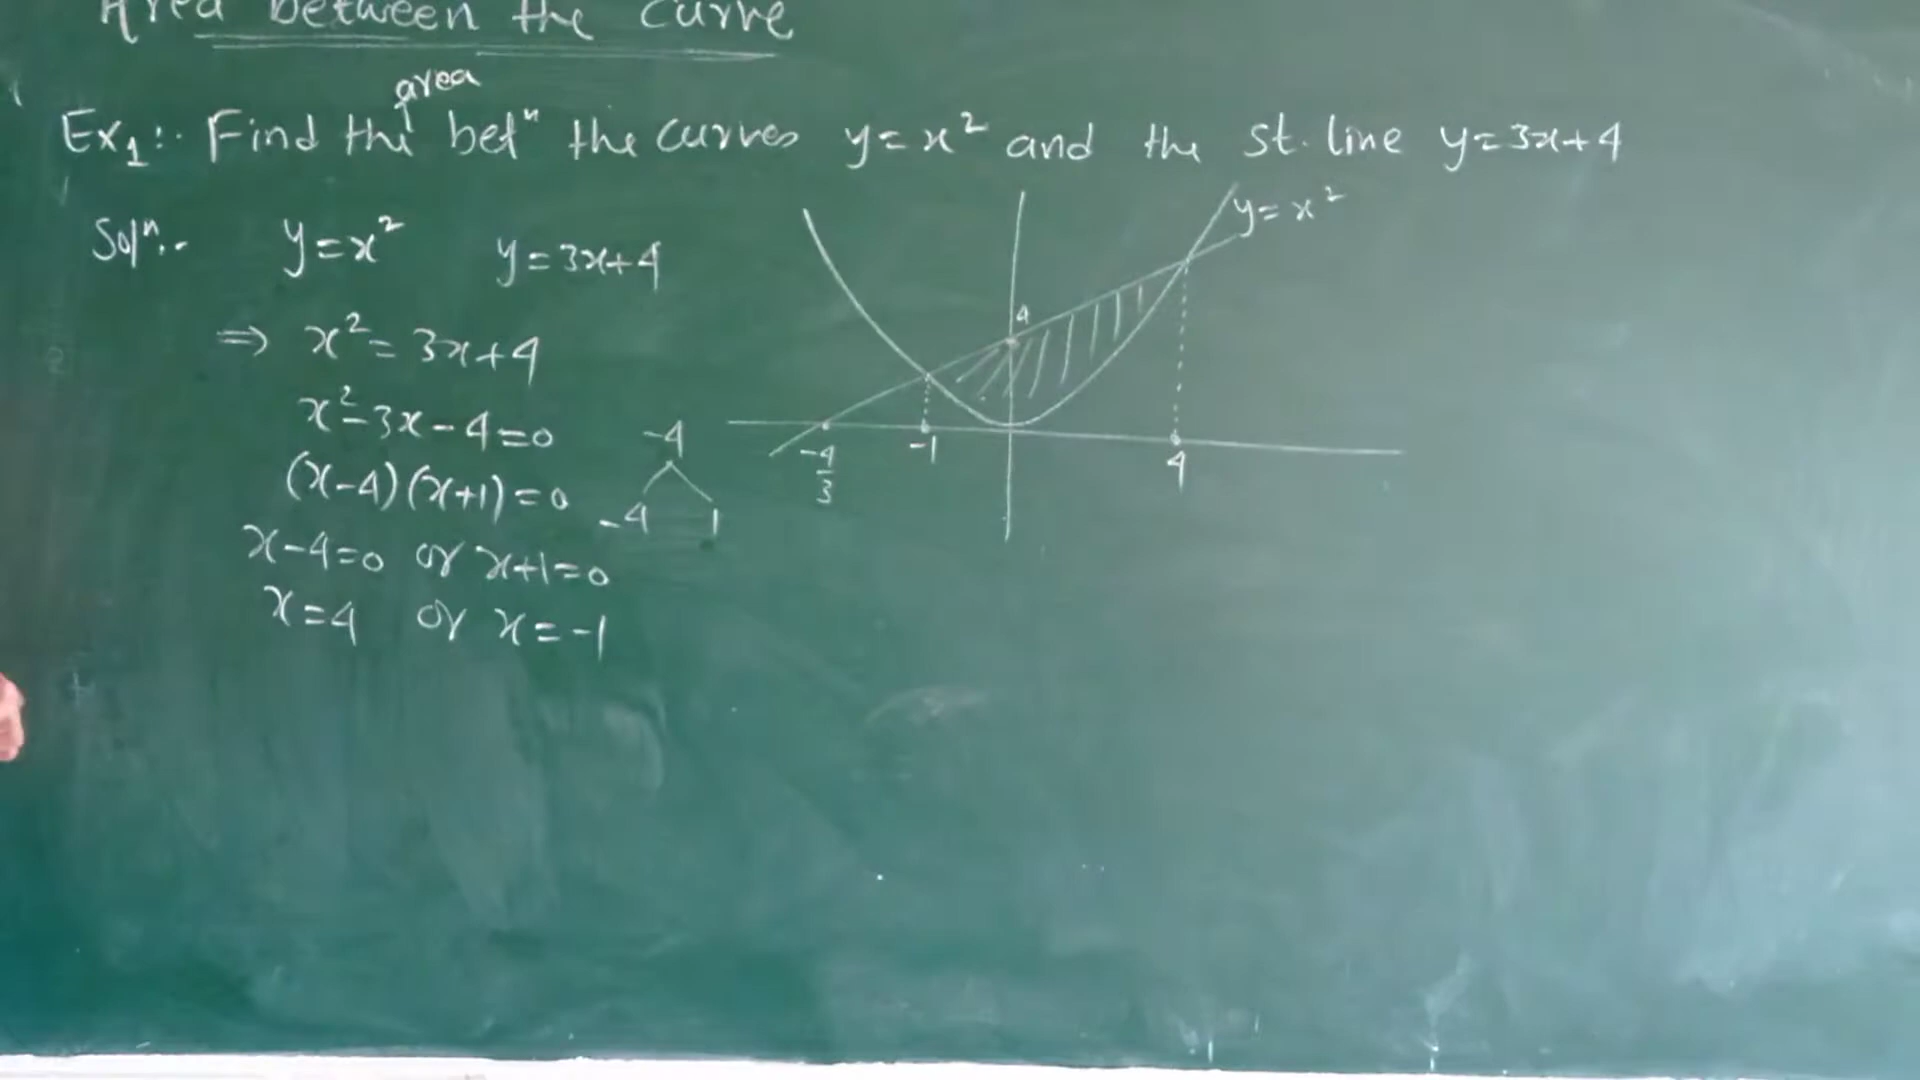 Area between the curve
area
Ex1:- Find the betⁿ the curves y=x² and the st. line y=3x+4
Solⁿ:- y=x² y=3x+4
⇒ x²=3x+4
x²-3x-4=0
(x-4)(x+1)=0
x-4=0 or x+1=0
x=4 or x=-1
-4
-4 1
y=x²
4
-4/3 -1 4